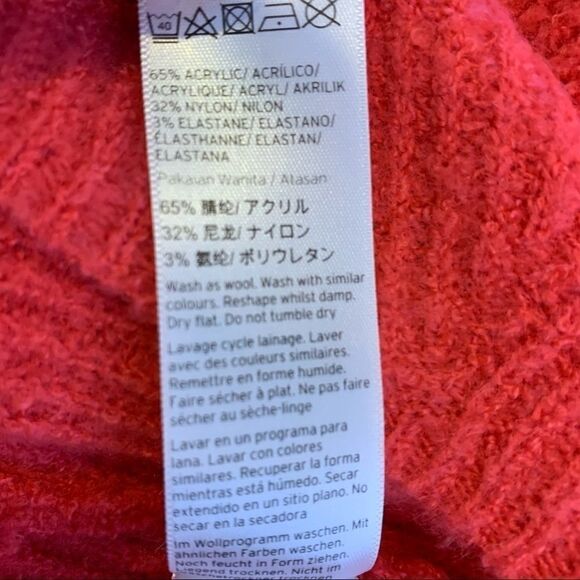 40
65% ACRYLIC/ ACRÍLICO/
ACRYLIQUE/ ACRYL/ AKRILIK
32% NYLON/ NILON
3% ELASTANE/ ELASTANO/
ÉLASTHANNE/ ELASTAN/
ELASTANA
Pakaian Wanita / Atasan
65% 腈纶/ アクリル
32% 尼龙/ ナイロン
3% 氨纶/ ポリウレタン
Wash as wool. Wash with similar
colours. Reshape whilst damp.
Dry flat. Do not tumble dry
Lavage cycle lainage. Laver
avec des couleurs similaires.
Remettre en forme humide.
Faire sécher à plat. Ne pas faire
sécher au sèche-linge
Lavar en un programa para
lana. Lavar con colores
similares. Recuperar la forma
mientras está húmedo. Secar
extendido en un sitio plano. No
secar en la secadora
Im Wollprogramm waschen. Mit
ähnlichen Farben waschen.
Noch feucht in Form ziehen.
Liegend trocknen. Nicht im